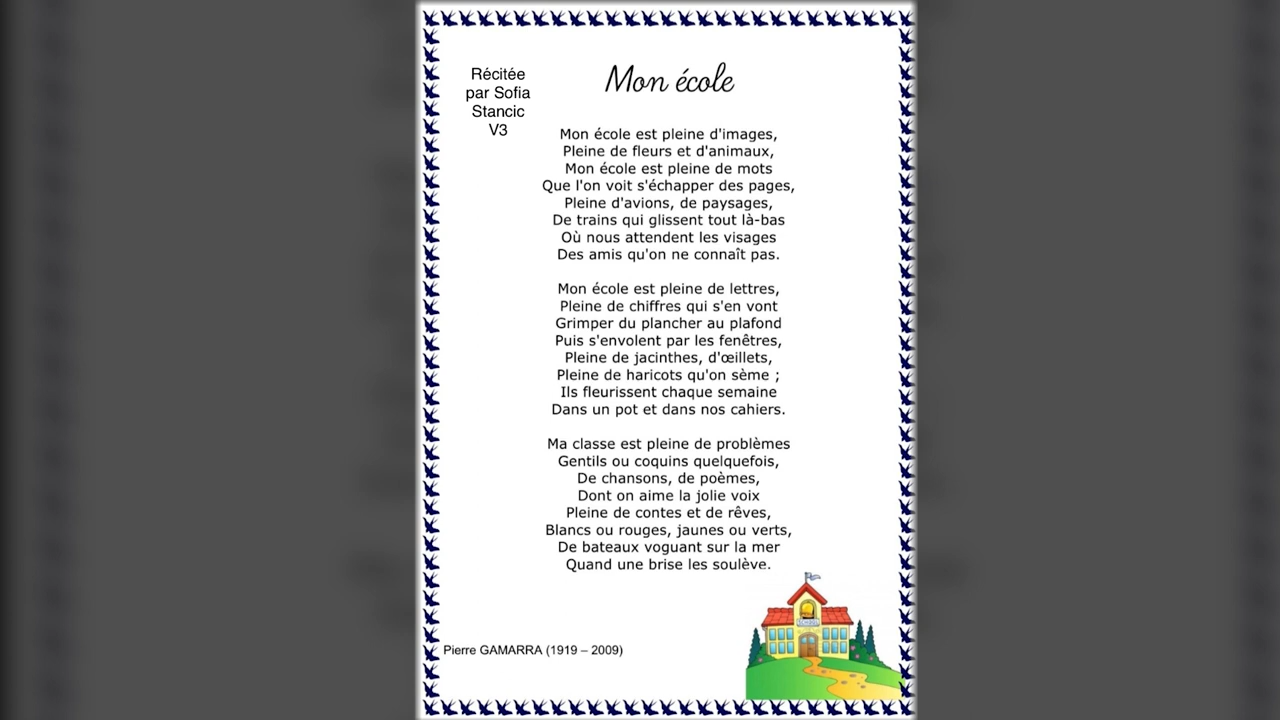 Mon école
Récitée
par Sofia
Stancic
V3
Mon école est pleine d'images,
Pleine de fleurs et d'animaux,
Mon école est pleine de mots
Que l'on voit s'échapper des pages,
Pleine d'avions, de paysages,
De trains qui glissent tout là-bas
Où nous attendent les visages
Des amis qu'on ne connaît pas.
Mon école est pleine de lettres,
Pleine de chiffres qui s'en vont
Grimper du plancher au plafond
Puis s'envolent par les fenêtres,
Pleine de jacinthes, d'œillets,
Pleine de haricots qu'on sème ;
Ils fleurissent chaque semaine
Dans un pot et dans nos cahiers.
Ma classe est pleine de problèmes
Gentils ou coquins quelquefois,
De chansons, de poèmes,
Dont on aime la jolie voix
Pleine de contes et de rêves,
Blancs ou rouges, jaunes ou verts,
De bateaux voguant sur la mer
Quand une brise les soulève.
SCHOOL
Pierre GAMARRA (1919 – 2009)